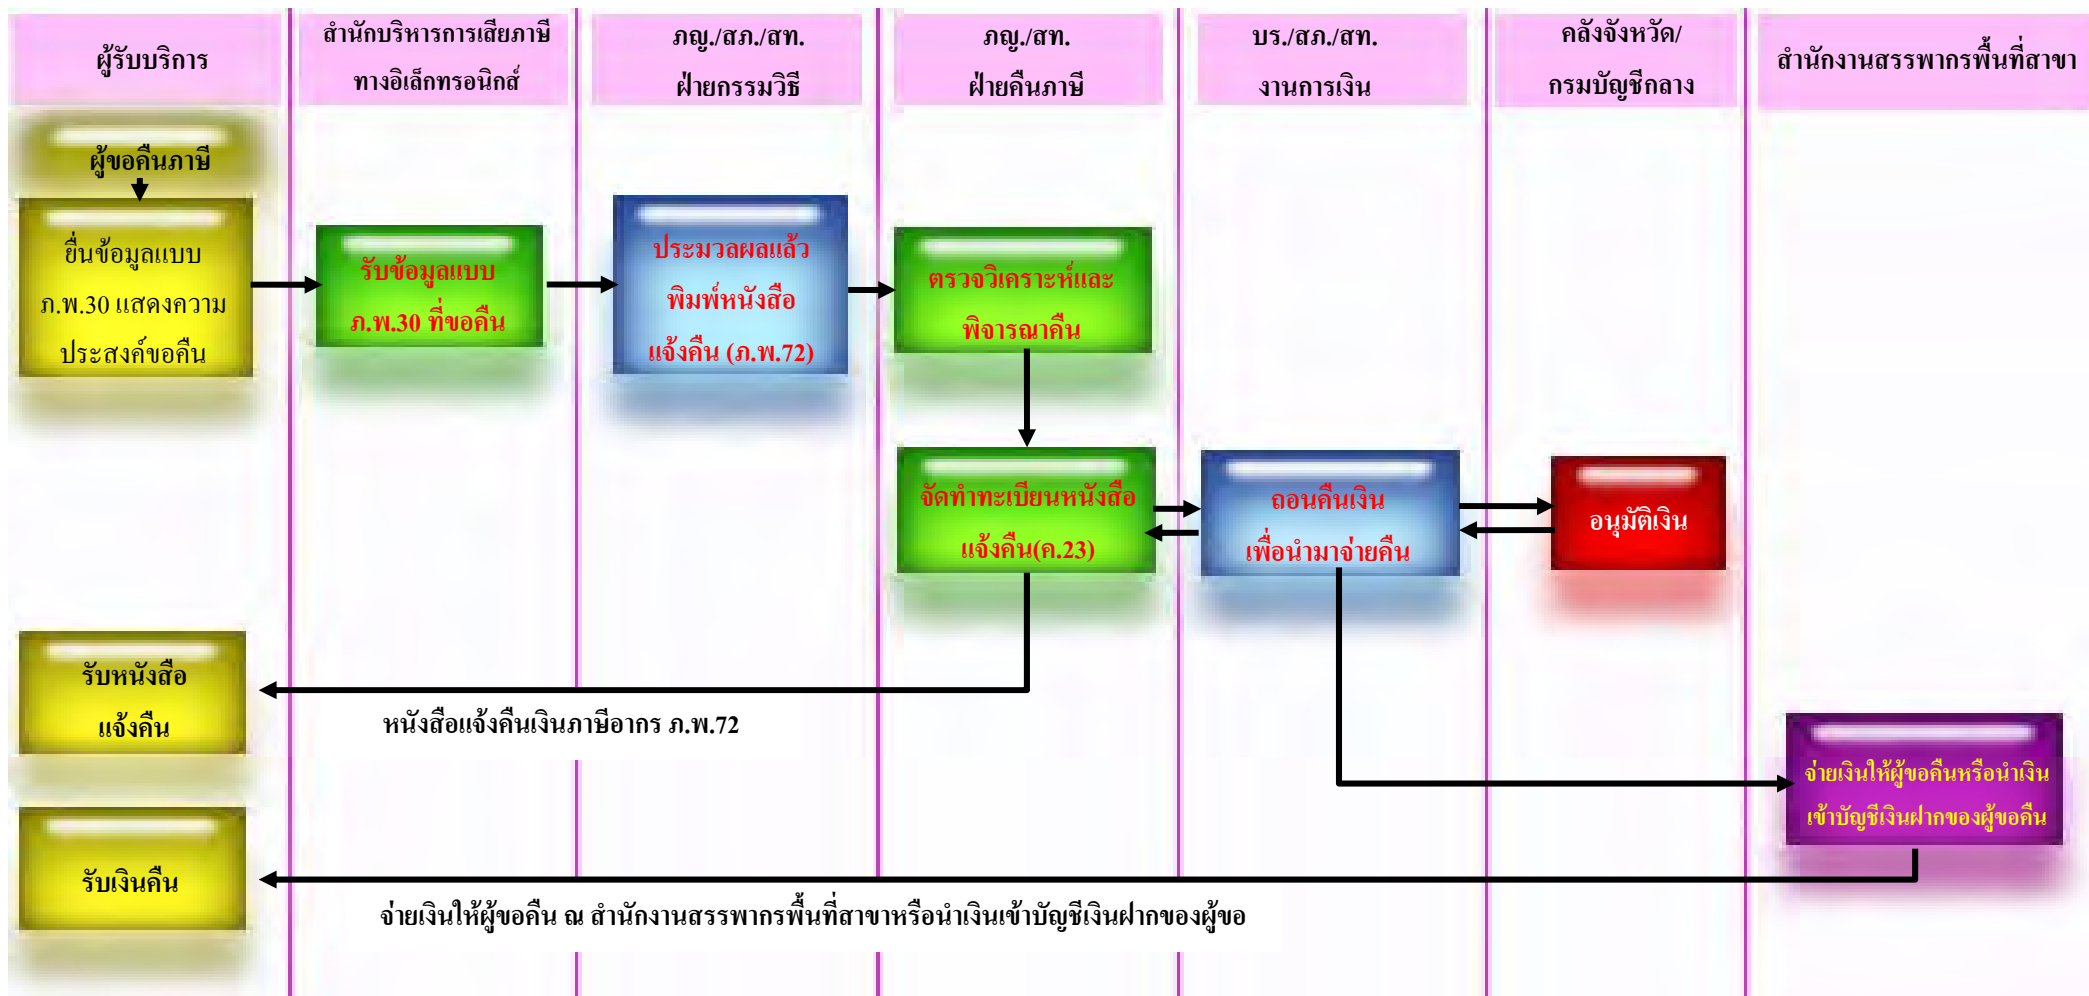 ผู้รับบริการ
สำนักบริหารการเสียภาษี
ทางอิเล็กทรอนิกส์
ภญ./สภ./สท.
ฝ่ายกรรมวิธี
ภญ./สท.
ฝ่ายคืนภาษี
บร./สภ./สท.
งานการเงิน
คลังจังหวัด/
กรมบัญชีกลาง
สำนักงานสรรพากรพื้นที่สาขา
ผู้ขอคืนภาษี
ยื่นข้อมูลแบบ
ภ.พ.30 แสดงความ
ประสงค์ขอคืน
รับข้อมูลแบบ
ภ.พ.30 ที่ขอคืน
ประมวลผลแล้ว
พิมพ์หนังสือ
แจ้งคืน (ภ.พ.72)
ตรวจวิเคราะห์และ
พิจารณาคืน
จัดทำทะเบียนหนังสือ
แจ้งคืน(ค.23)
ถอนคืนเงิน
เพื่อนำมาจ่ายคืน
อนุมัติเงิน
รับหนังสือ
แจ้งคืน
หนังสือแจ้งคืนเงินภาษีอากร ภ.พ.72
จ่ายเงินให้ผู้ขอคืนหรือนำเงิน
เข้าบัญชีเงินฝากของผู้ขอคืน
รับเงินคืน
จ่ายเงินให้ผู้ขอคืน ณ สำนักงานสรรพากรพื้นที่สาขาหรือนำเงินเข้าบัญชีเงินฝากของผู้ขอ